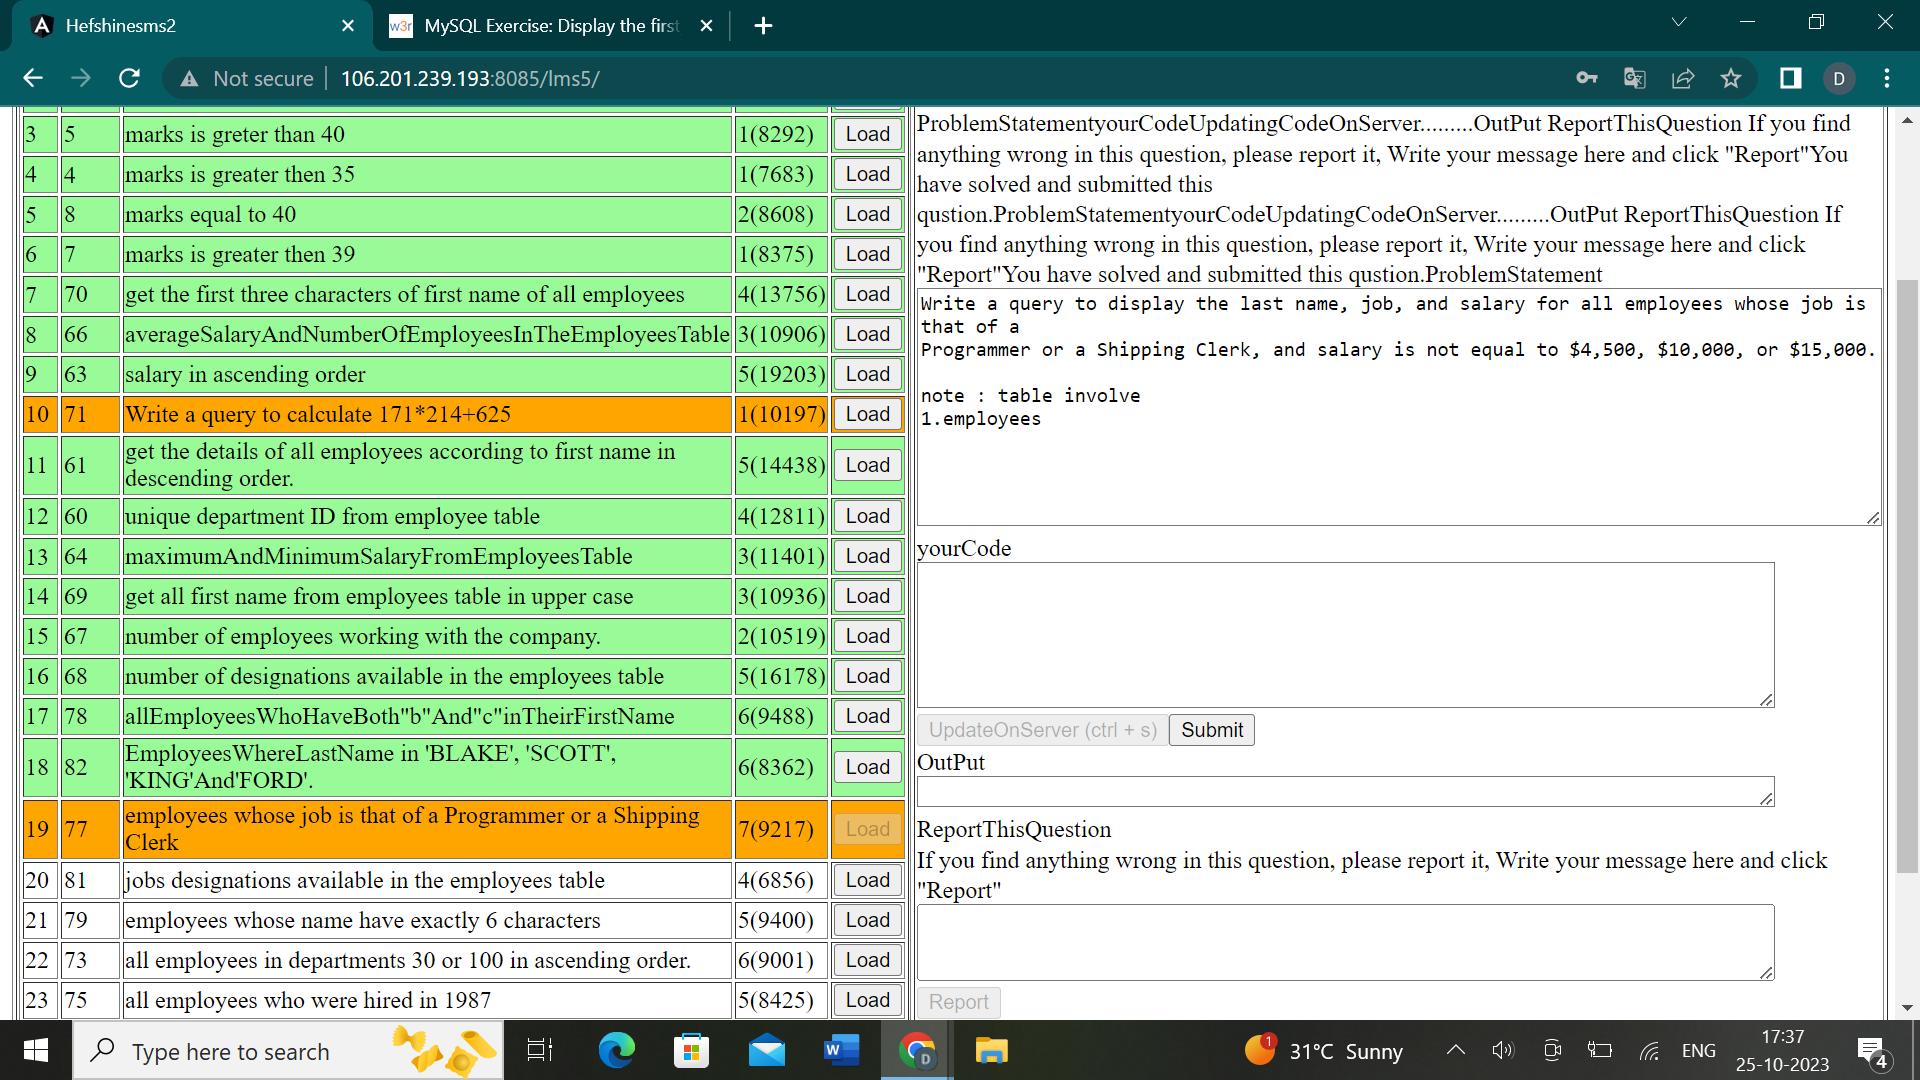 Hefshinesms2
w3r MySQL Exercise: Display the first
Not secure 106.201.239.193:8085/lms5/
D
3 5 marks is greter than 40 1(8292) Load
4 4 marks is greater then 35 1(7683) Load
5 8 marks equal to 40 2(8608) Load
6 7 marks is greater then 39 1(8375) Load
7 70 get the first three characters of first name of all employees 4(13756) Load
8 66 averageSalaryAndNumberOfEmployeesInTheEmployeesTable 3(10906) Load
9 63 salary in ascending order 5(19203) Load
10 71 Write a query to calculate 171*214+625 1(10197) Load
11 61 get the details of all employees according to first name in
descending order. 5(14438) Load
12 60 unique department ID from employee table 4(12811) Load
13 64 maximumAndMinimumSalaryFromEmployeesTable 3(11401) Load
14 69 get all first name from employees table in upper case 3(10936) Load
15 67 number of employees working with the company. 2(10519) Load
16 68 number of designations available in the employees table 5(16178) Load
17 78 allEmployeesWhoHaveBoth"b"And"c"inTheirFirstName 6(9488) Load
18 82 EmployeesWhereLastName in 'BLAKE', 'SCOTT',
'KING'And'FORD'. 6(8362) Load
19 77 employees whose job is that of a Programmer or a Shipping
Clerk 7(9217) Load
20 81 jobs designations available in the employees table 4(6856) Load
21 79 employees whose name have exactly 6 characters 5(9400) Load
22 73 all employees in departments 30 or 100 in ascending order. 6(9001) Load
23 75 all employees who were hired in 1987 5(8425) Load
ProblemStatementyourCodeUpdatingCodeOnServer.........OutPut ReportThisQuestion If you find
anything wrong in this question, please report it, Write your message here and click "Report"You
have solved and submitted this
qustion.ProblemStatementyourCodeUpdatingCodeOnServer.........OutPut ReportThisQuestion If
you find anything wrong in this question, please report it, Write your message here and click
"Report"You have solved and submitted this qustion.ProblemStatement
Write a query to display the last name, job, and salary for all employees whose job is
that of a
Programmer or a Shipping Clerk, and salary is not equal to $4,500, $10,000, or $15,000.
note : table involve
1.employees
yourCode
UpdateOnServer (ctrl + s) Submit
OutPut
ReportThisQuestion
If you find anything wrong in this question, please report it, Write your message here and click
"Report"
Report
Type here to search
W
D
1
31°C Sunny
ENG
17:37
25-10-2023
4